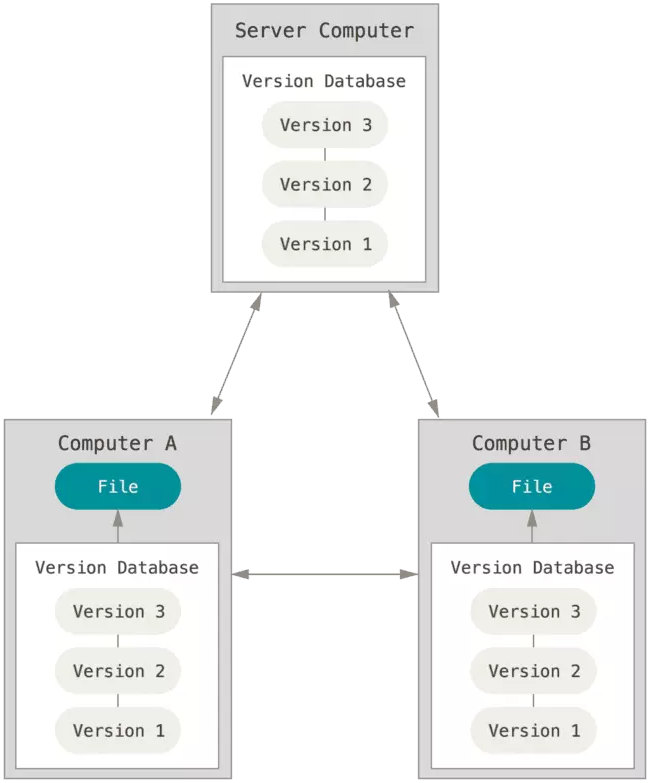 Server Computer
Version Database
Version 3
Version 2
Version 1
Computer A
File
Version Database
Version 3
Version 2
Version 1
Computer B
File
Version Database
Version 3
Version 2
Version 1